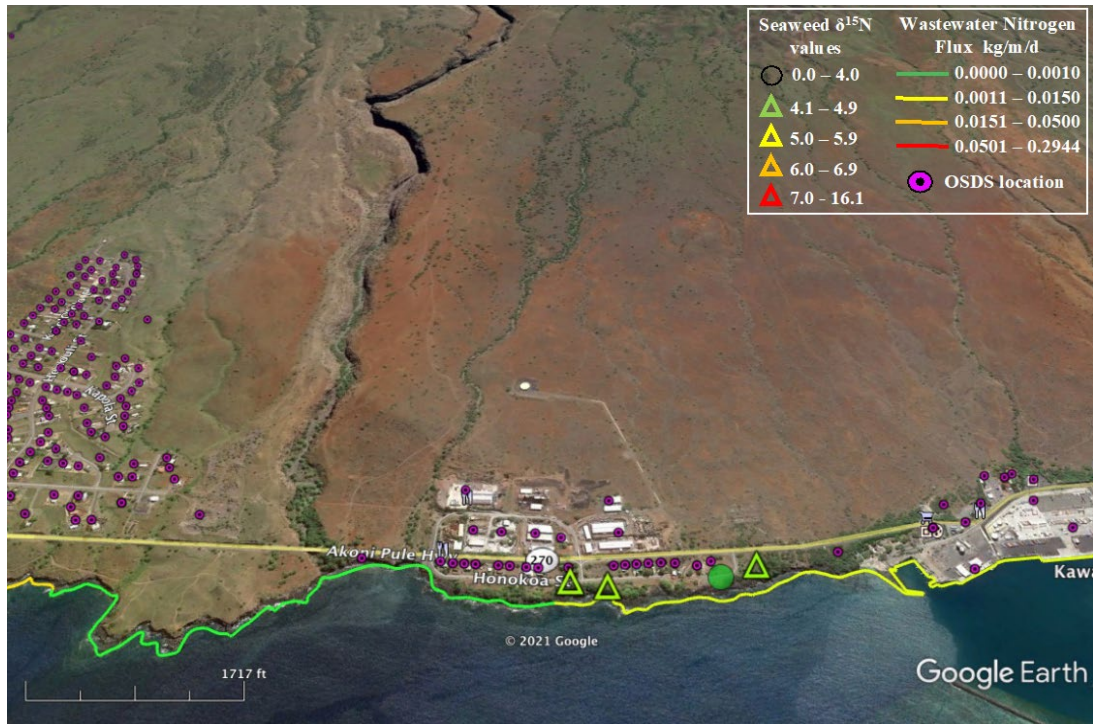 Seaweed δ¹⁵N
values
0.0 – 4.0
4.1 – 4.9
5.0 – 5.9
6.0 – 6.9
7.0 - 16.1
Wastewater Nitrogen
Flux kg/m/d
0.0000 – 0.0010
0.0011 – 0.0150
0.0151 – 0.0500
0.0501 – 0.2944
OSDS location
Kapola St
Akoni Pule H
270
Honokoa S
Kawa
© 2021 Google
1717 ft
Google Earth